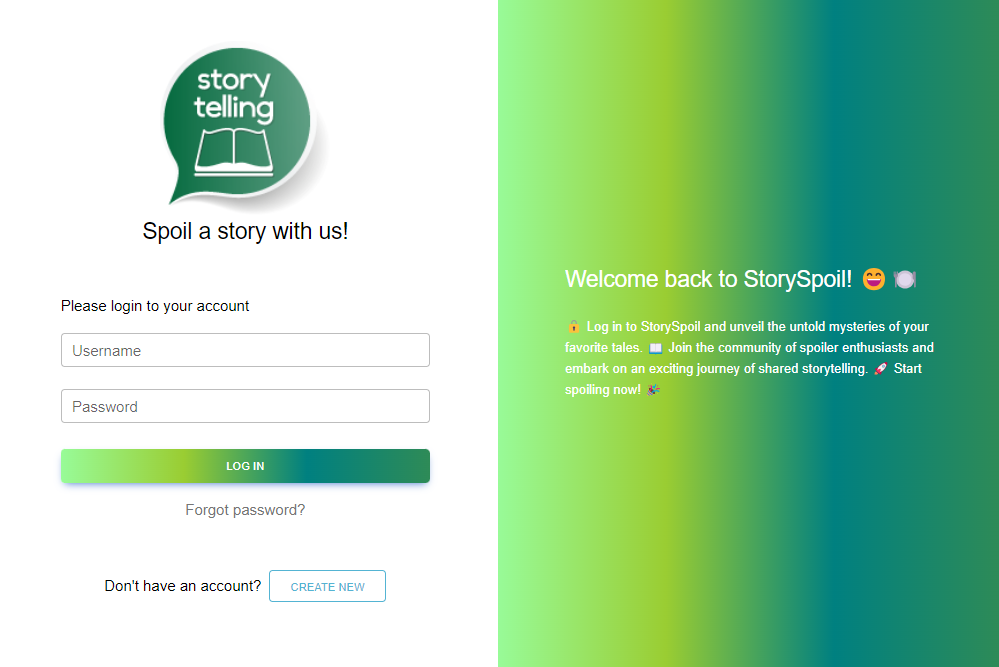 story
telling
Spoil a story with us!
Please login to your account
Username
Password
LOG IN
Forgot password?
Don't have an account? CREATE NEW
Welcome back to StorySpoil! 😄 🍽️
🔓 Log in to StorySpoil and unveil the untold mysteries of your
favorite tales. 📖 Join the community of spoiler enthusiasts and
embark on an exciting journey of shared storytelling. 🚀 Start
spoiling now! 🎉